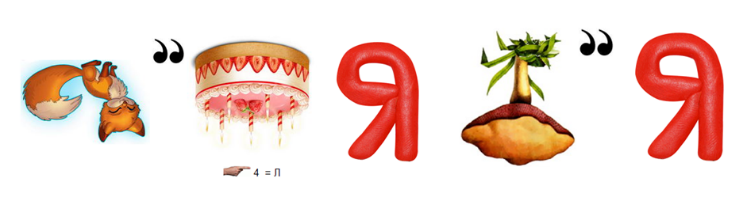 ,, Я ,, Я
4 = Л